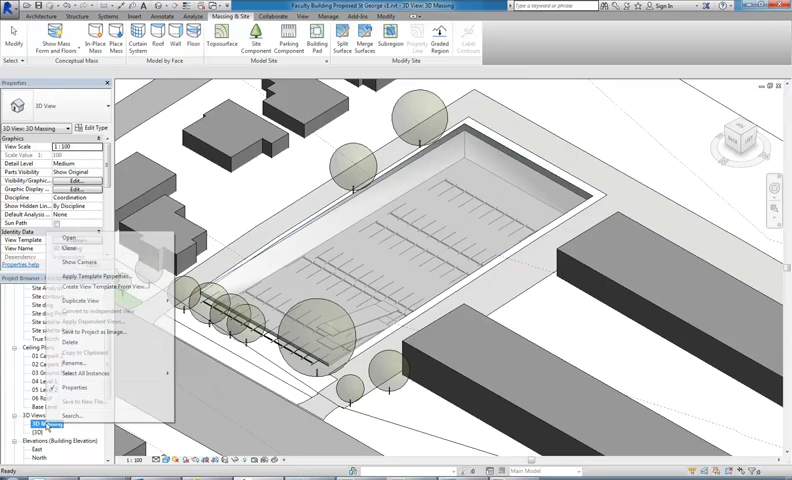 Faculty Building Proposed St George v1.rvt - 3D View: 3D Massing
Type a keyword or phrase
Sign In
Architecture Structure Systems Insert Annotate Analyze Massing & Site Collaborate View Manage Add-Ins Modify
Modify
Show Mass
Form and Floors
In-Place
Mass
Place
Mass
Curtain
System
Roof
Wall
Floor
Toposurface
Site
Component
Parking
Component
Building
Pad
Split
Surface
Merge
Surfaces
Subregion
Property
Line
Graded
Region
Label
Contours
Select
Conceptual Mass
Model by Face
Model Site
Modify Site
Properties
3D View
3D View: 3D Massing
Edit Type
Graphics
View Scale 1 : 100
Scale Value 1: 100
Detail Level Medium
Parts Visibility Show Original
Visibility/Graphic... Edit...
Graphic Display ... Edit...
Discipline Coordination
Show Hidden Lin... By Discipline
Default Analysis ... None
Sun Path
Identity Data
View Template
View Name
Dependency
Properties help
Project Browser
Open
Close
Show Camera
Apply Template Properties...
Create View Template From View...
Duplicate View
Convert to independent view
Apply Dependent Views...
Save to Project as Image...
Delete
Copy to Clipboard
Rename...
Select All Instances
Properties
Save to New File...
Search...
Ceiling Plans
04 Level
05 Level
06 Roof
Base Level
3D Views
3D Massing
{3D}
Elevations (Building Elevation)
East
North
1 : 100
Ready
Main Model